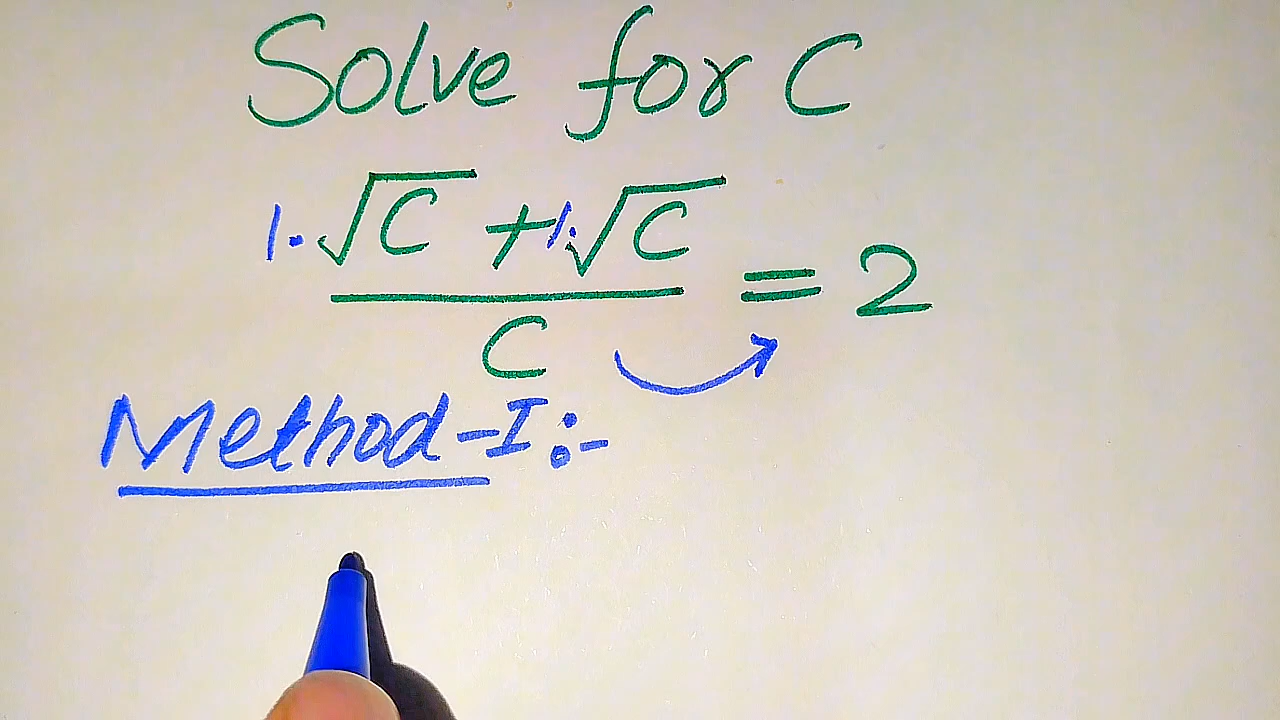 Solve for C
1.√C + 1.√C
/ C = 2
Method-I:-